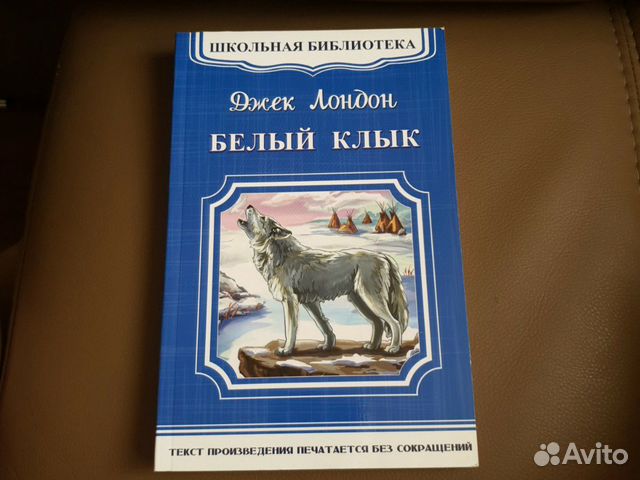 ШКОЛЬНАЯ БИБЛИОТЕКА
Джек Лондон
БЕЛЫЙ КЛЫК
ТЕКСТ ПРОИЗВЕДЕНИЯ ПЕЧАТАЕТСЯ БЕЗ СОКРАЩЕНИЙ
Avito